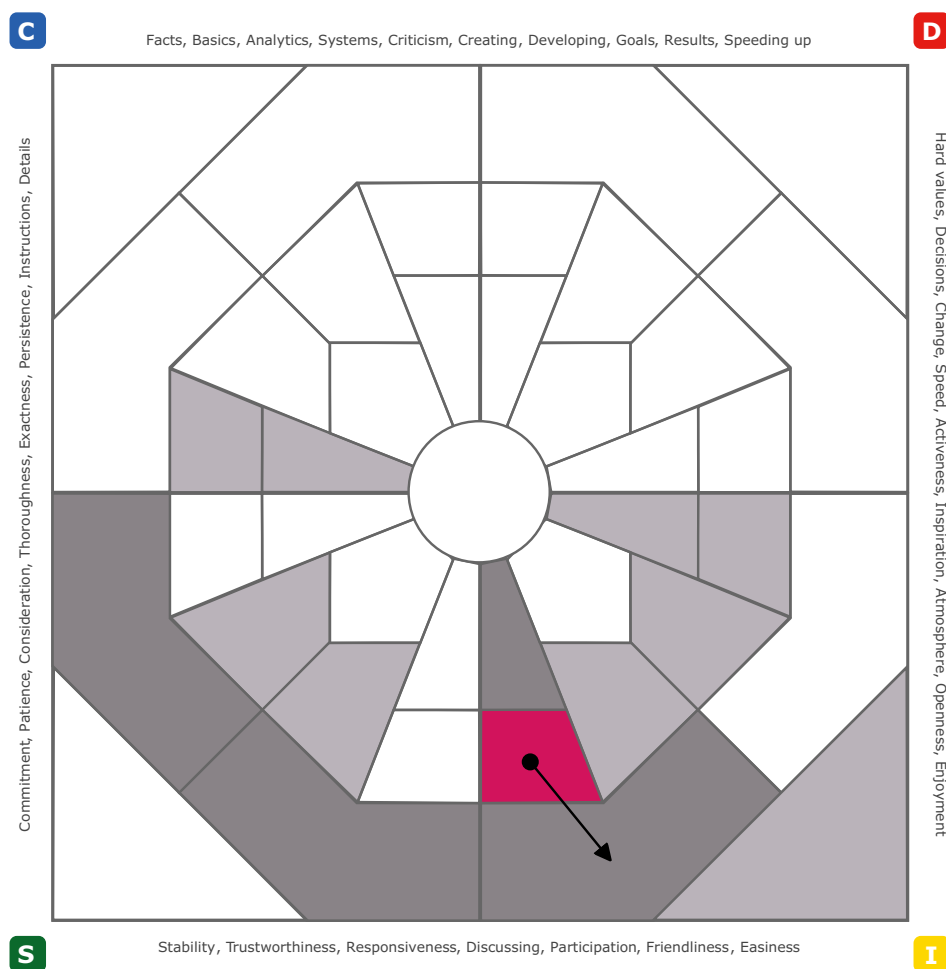 C
D
Facts, Basics, Analytics, Systems, Criticism, Creating, Developing, Goals, Results, Speeding up
Commitment, Patience, Consideration, Thoroughness, Exactness, Persistence, Instructions, Details
Hard values, Decisions, Change, Speed, Activeness, Inspiration, Atmosphere, Openness, Enjoyment
S
Stability, Trustworthiness, Responsiveness, Discussing, Participation, Friendliness, Easiness
I